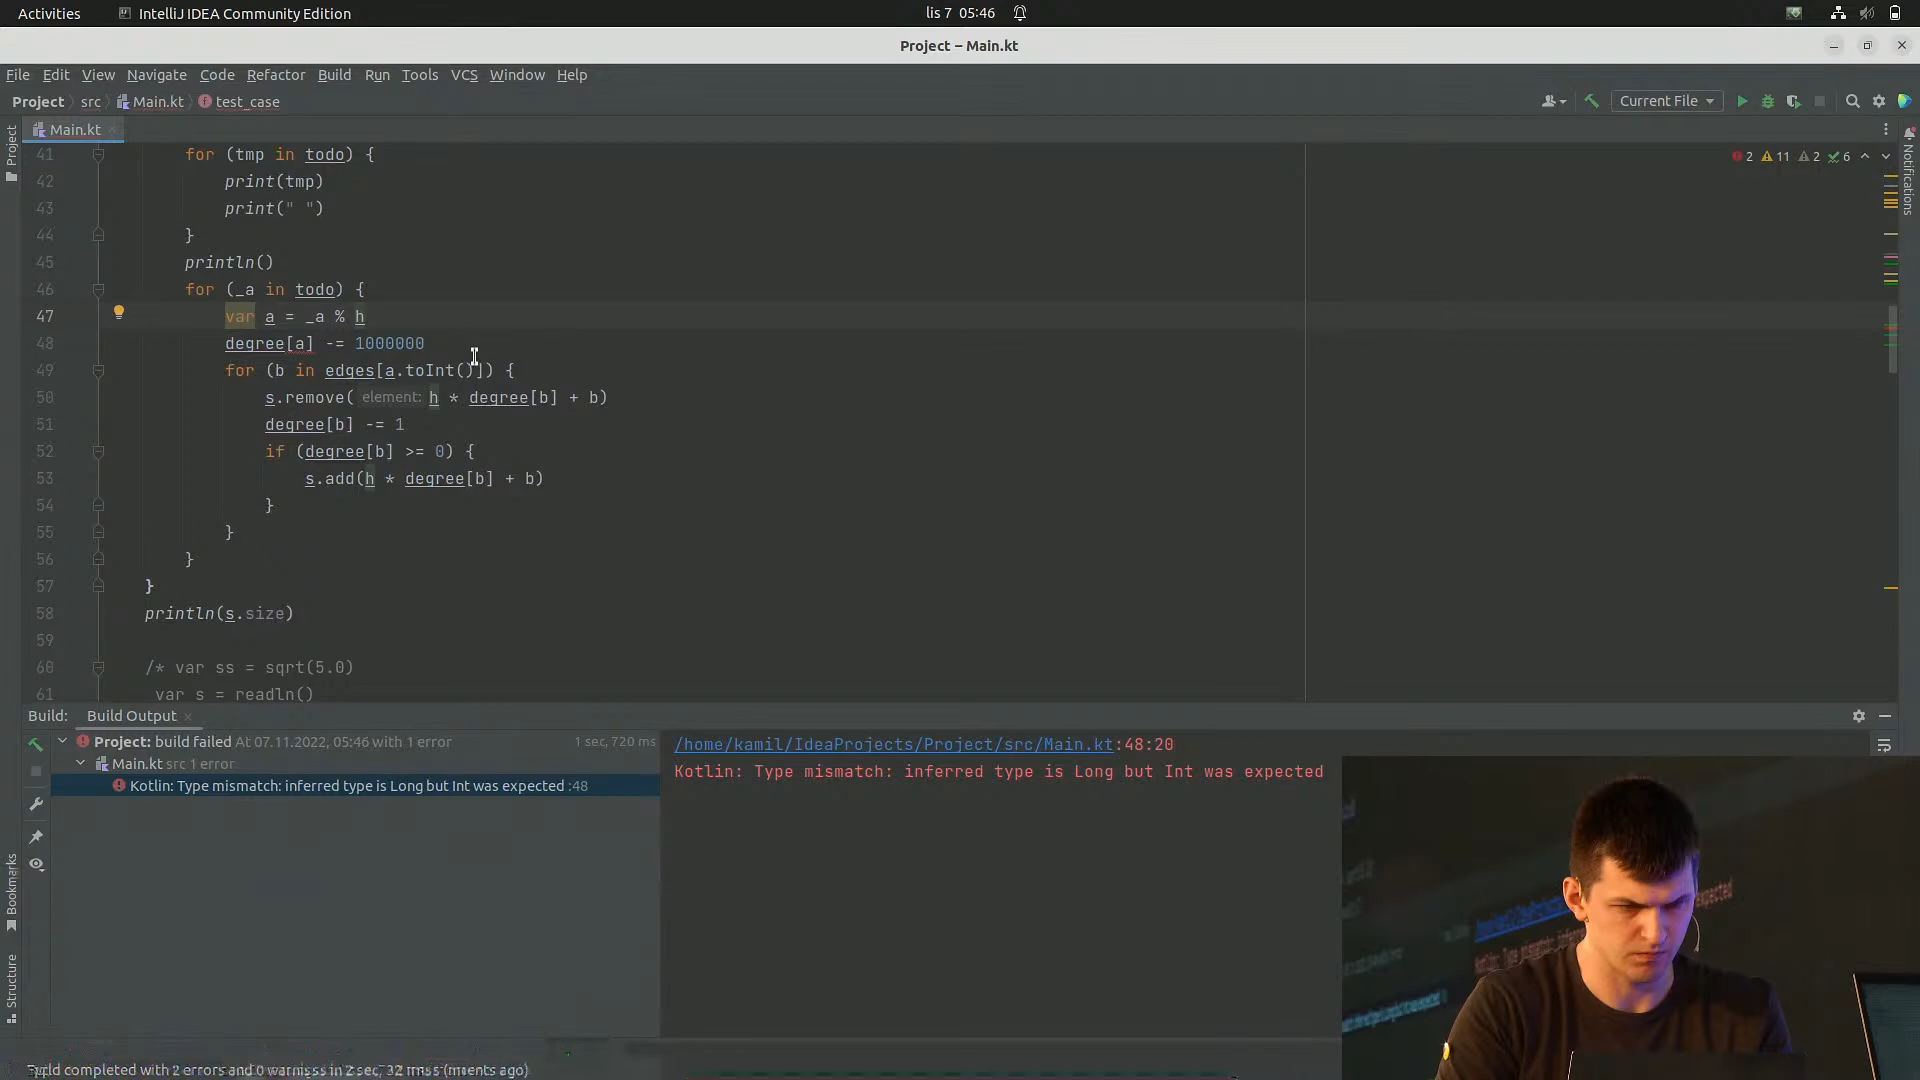 Activities
IntelliJ IDEA Community Edition
lis 7 05:46
Project – Main.kt
File Edit View Navigate Code Refactor Build Run Tools VCS Window Help
Project src Main.kt test_case
Current File
Project
Main.kt
Notifications
2 11 2 6
41 for (tmp in todo) {
42 print(tmp)
43 print(" ")
44 }
45 println()
46 for (_a in todo) {
47 var a = _a % h
48 degree[a] -= 1000000
49 for (b in edges[a.toInt()]) {
50 s.remove( element: h * degree[b] + b)
51 degree[b] -= 1
52 if (degree[b] >= 0) {
53 s.add(h * degree[b] + b)
54 }
55 }
56 }
57 }
58 println(s.size)
59
60 /* var ss = sqrt(5.0)
61 var s = readln()
Build: Build Output
Project: build failed At 07.11.2022, 05:46 with 1 error 1 sec, 720 ms
Main.kt src 1 error
Kotlin: Type mismatch: inferred type is Long but Int was expected :48
/home/kamil/IdeaProjects/Project/src/Main.kt:48:20
Kotlin: Type mismatch: inferred type is Long but Int was expected
Bookmarks
Structure
completed with 2 errors and 0